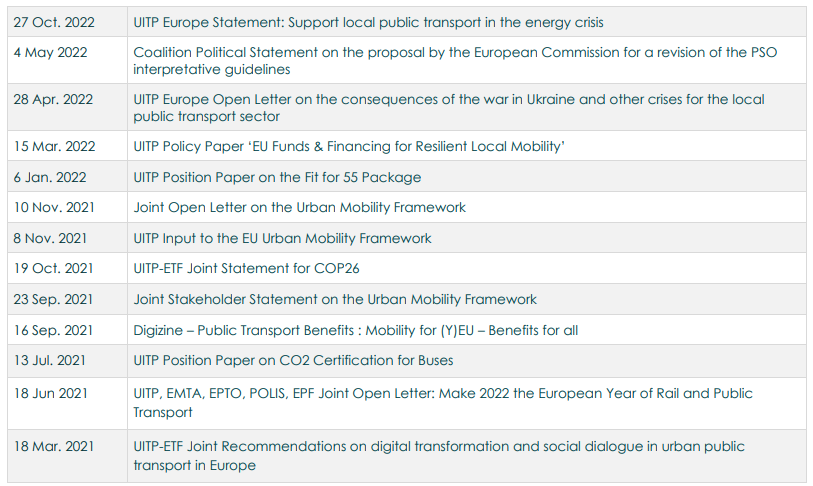 27 Oct. 2022 UITP Europe Statement: Support local public transport in the energy crisis
4 May 2022 Coalition Political Statement on the proposal by the European Commission for a revision of the PSO
interpretative guidelines
28 Apr. 2022 UITP Europe Open Letter on the consequences of the war in Ukraine and other crises for the local
public transport sector
15 Mar. 2022 UITP Policy Paper ‘EU Funds & Financing for Resilient Local Mobility’
6 Jan. 2022 UITP Position Paper on the Fit for 55 Package
10 Nov. 2021 Joint Open Letter on the Urban Mobility Framework
8 Nov. 2021 UITP Input to the EU Urban Mobility Framework
19 Oct. 2021 UITP-ETF Joint Statement for COP26
23 Sep. 2021 Joint Stakeholder Statement on the Urban Mobility Framework
16 Sep. 2021 Digizine – Public Transport Benefits : Mobility for (Y)EU – Benefits for all
13 Jul. 2021 UITP Position Paper on CO2 Certification for Buses
18 Jun 2021 UITP, EMTA, EPTO, POLIS, EPF Joint Open Letter: Make 2022 the European Year of Rail and Public
Transport
18 Mar. 2021 UITP-ETF Joint Recommendations on digital transformation and social dialogue in urban public
transport in Europe